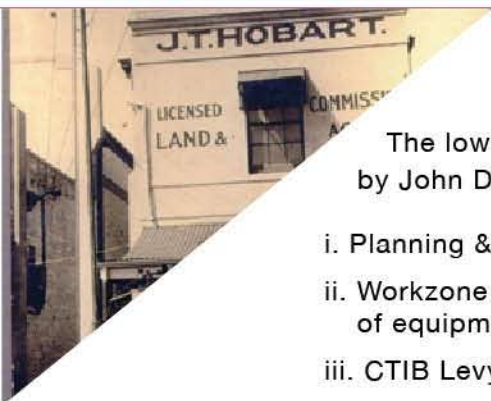 J.T.HOBART.
LICENSED
LAND &
The low
by John D
i. Planning &
ii. Workzone
of equipm
iii. CTIB Levy